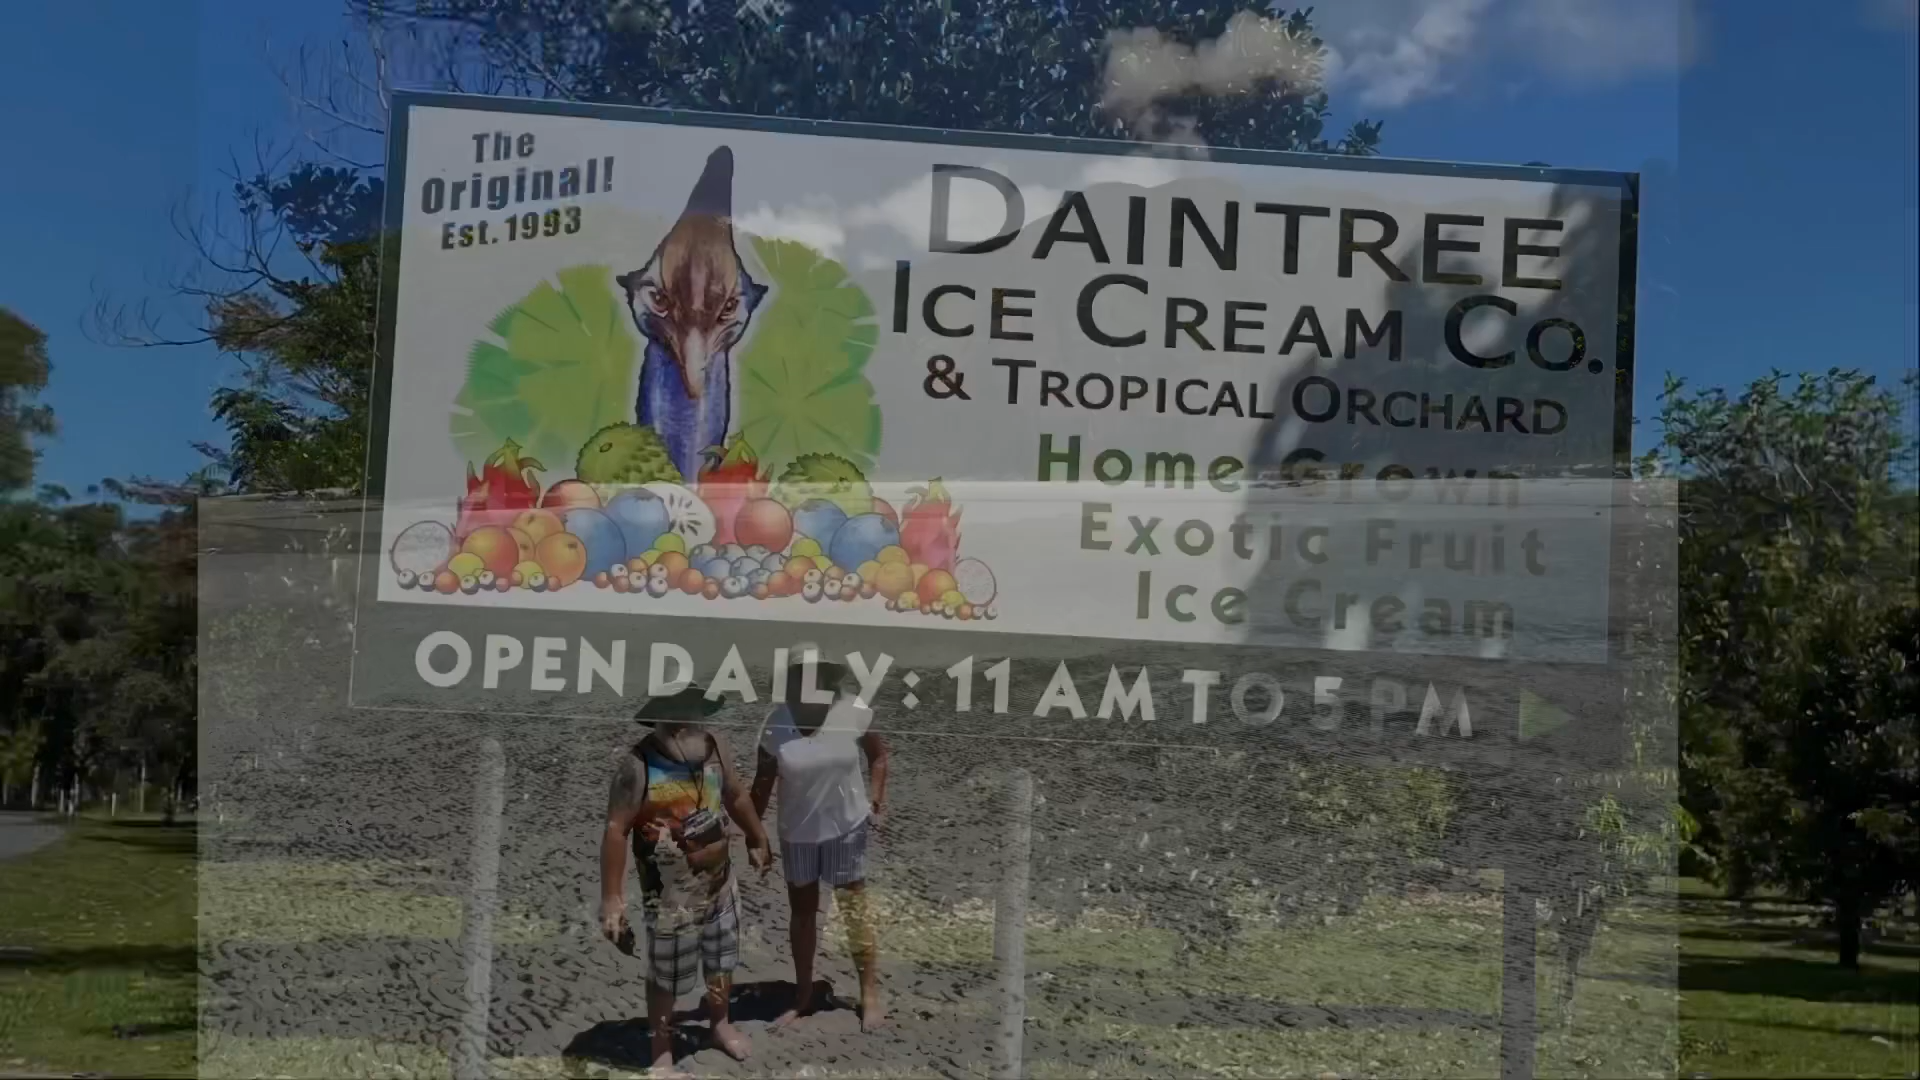 The
Original!
Est. 1993
DAINTREE
ICE CREAM CO.
& TROPICAL ORCHARD
Home Grown
Exotic Fruit
Ice Cream
OPEN DAILY: 11 AM TO 5 PM